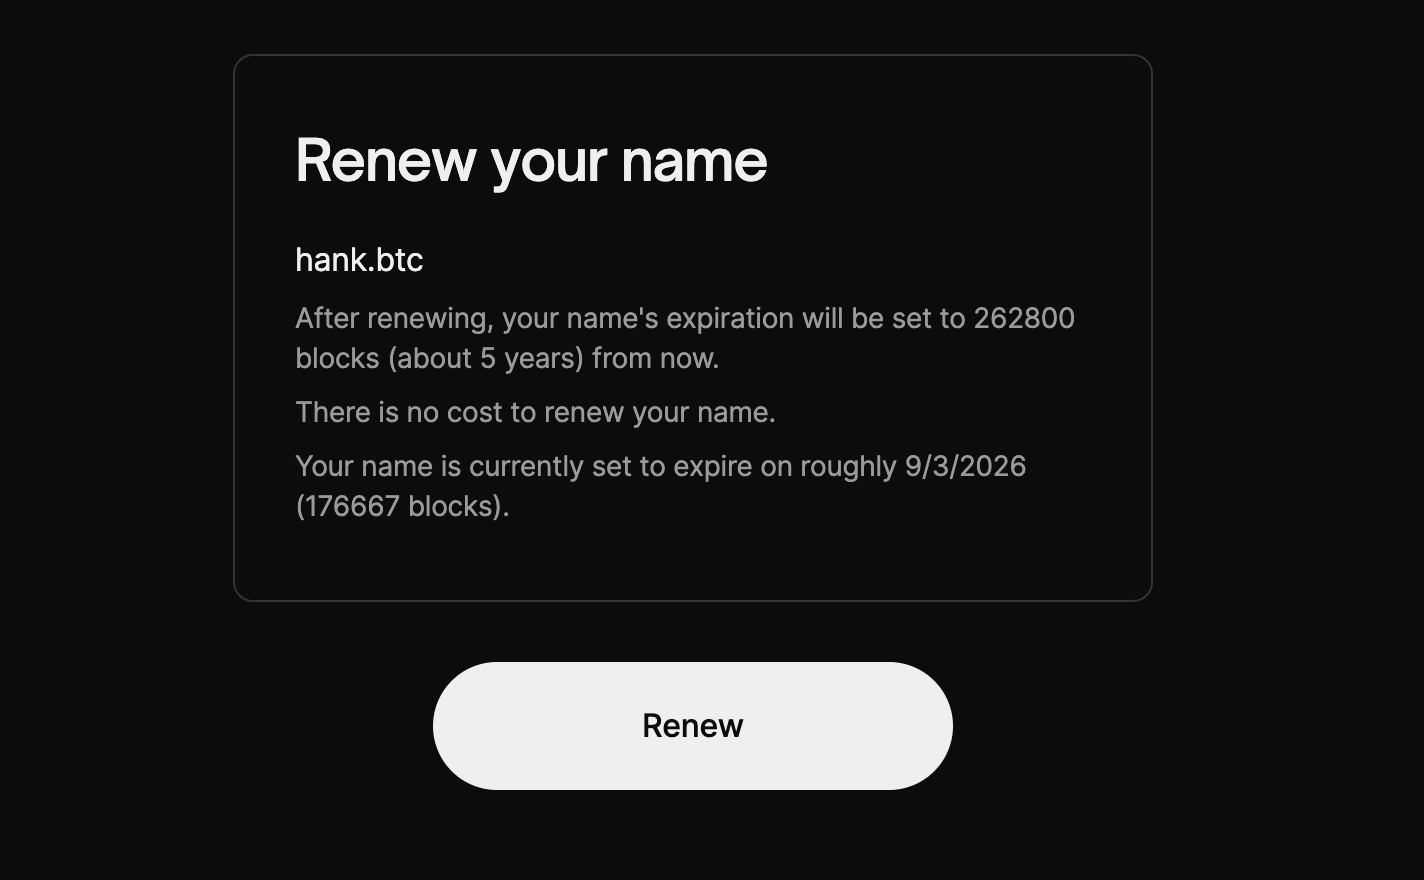 Renew your name
hank.btc
After renewing, your name's expiration will be set to 262800
blocks (about 5 years) from now.
There is no cost to renew your name.
Your name is currently set to expire on roughly 9/3/2026
(176667 blocks).
Renew